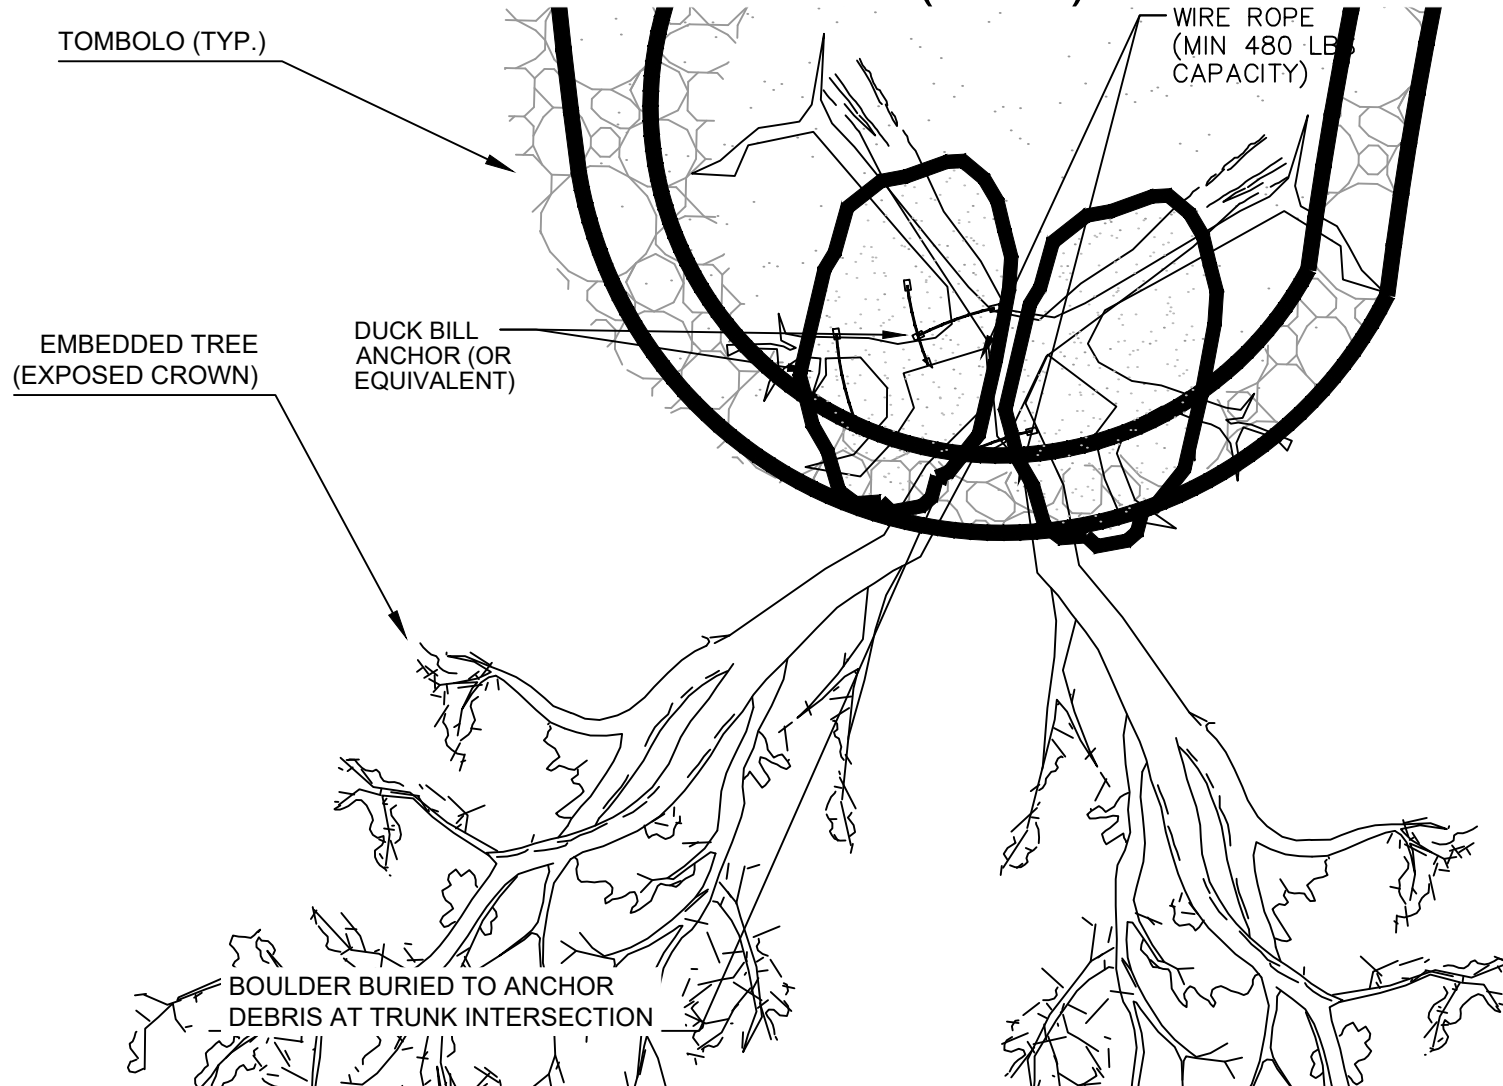 WIRE ROPE
(MIN 480 LBS
CAPACITY)
TOMBOLO (TYP.)
EMBEDDED TREE
(EXPOSED CROWN)
DUCK BILL
ANCHOR (OR
EQUIVALENT)
BOULDER BURIED TO ANCHOR
DEBRIS AT TRUNK INTERSECTION